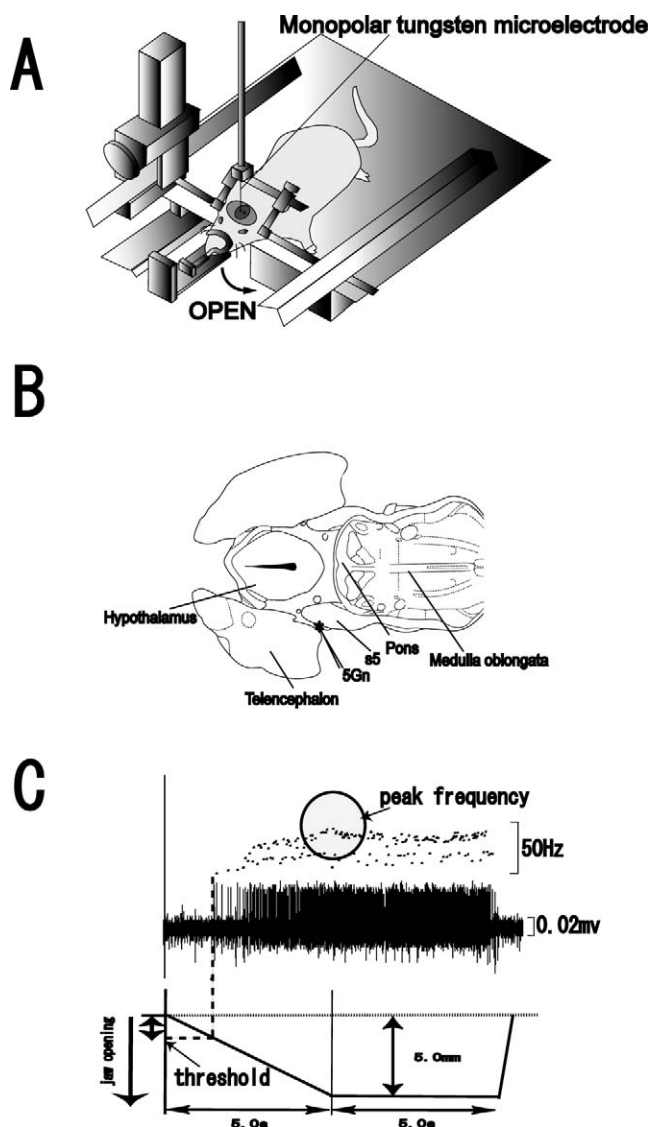 A
Monopolar tungsten microelectrode
OPEN
B
Hypothalamus
Telencephalon
5Gn
s5
Pons
Medulla oblongata
C
peak frequency
50Hz
0.02mv
jaw opening
threshold
5.0mm
5.0s
5.0s